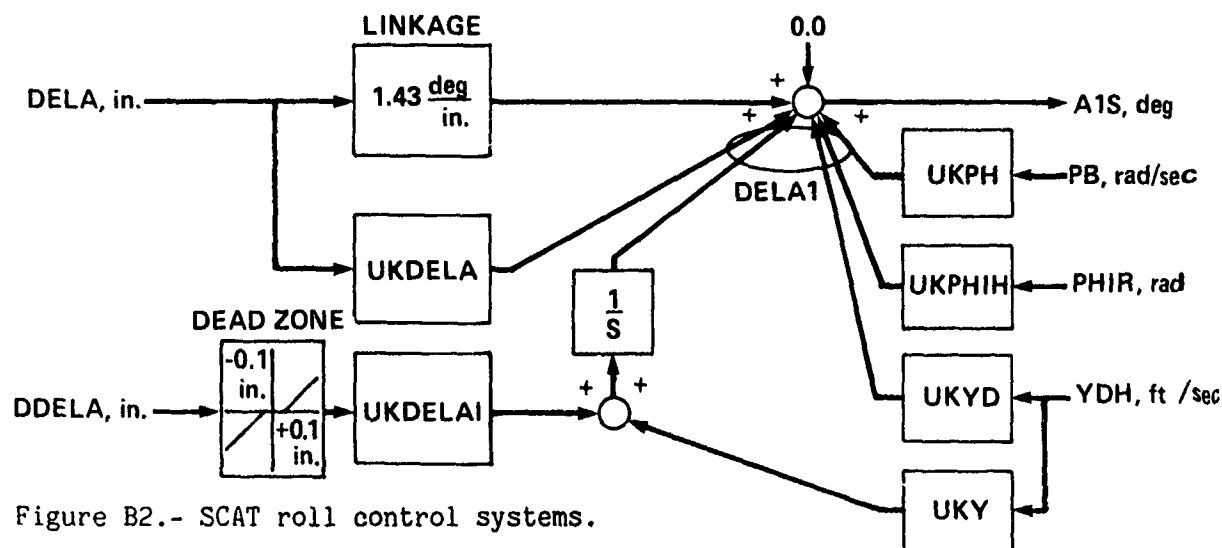 LINKAGE
0.0
DELA, in.
1.43 deg/in.
+
+
+
A1S, deg
DELA1
UKPH
PB, rad/sec
UKDELA
1/S
UKPHIH
PHIR, rad
DEAD ZONE
-0.1
in.
+0.1
in.
DDELA, in.
UKDELAI
+
+
UKYD
YDH, ft /sec
UKY
Figure B2.- SCAT roll control systems.